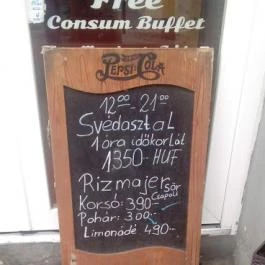 Free
Consum Buffet
PEPSI-COLA
12⁰⁰-21⁰⁰
Svédasztal
1 óra időkorlát
1350.- HUF
Rizmajer sör
Csapolt
Korsó: 390.-
Pohár: 300.-
Limonádé 490.-